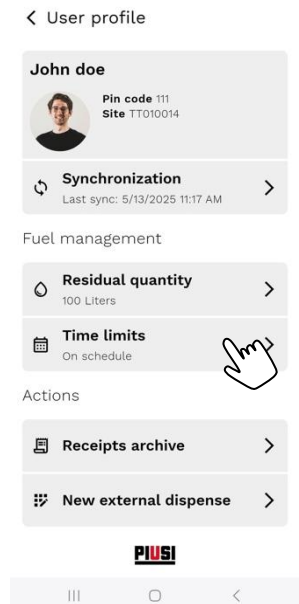 User profile
John doe
Pin code 111
Site TT010014
Synchronization
Last sync: 5/13/2025 11:17 AM
Fuel management
Residual quantity
100 Liters
Time limits
On schedule
Actions
Receipts archive
New external dispense
PIUSI